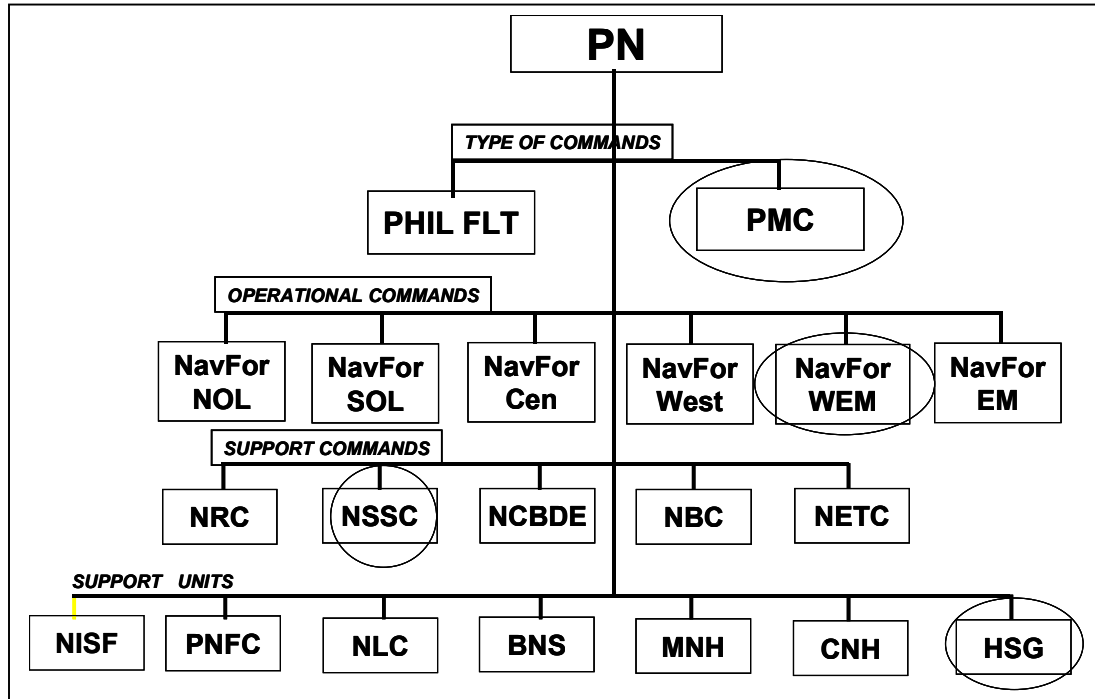 PN
TYPE OF COMMANDS
PHIL FLT
PMC
OPERATIONAL COMMANDS
NavFor
NOL
NavFor
SOL
NavFor
Cen
NavFor
West
NavFor
WEM
NavFor
EM
SUPPORT COMMANDS
NRC
NSSC
NCBDE
NBC
NETC
SUPPORT UNITS
NISF
PNFC
NLC
BNS
MNH
CNH
HSG